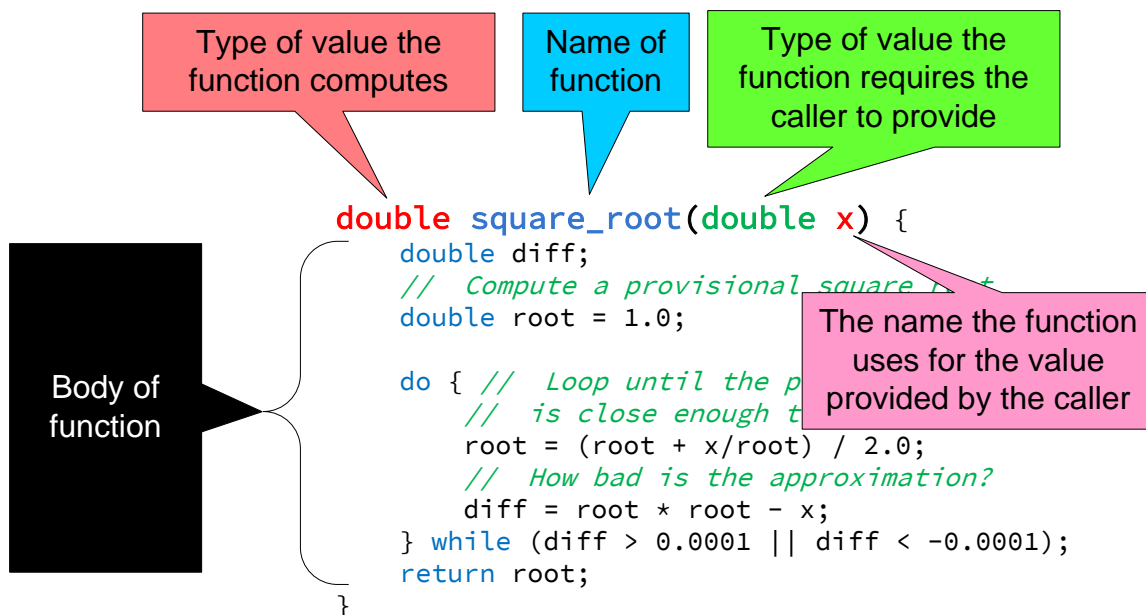 Type of value the
function computes
Name of
function
Type of value the
function requires the
caller to provide
double square_root(double x) {
double diff;
// Compute a provisional square
double root = 1.0;
The name the function
uses for the value
provided by the caller
Body of
function
do { // Loop until the
// is close enough
root = (root + x/root) / 2.0;
// How bad is the approximation?
diff = root * root - x;
} while (diff > 0.0001 || diff < -0.0001);
return root;
}